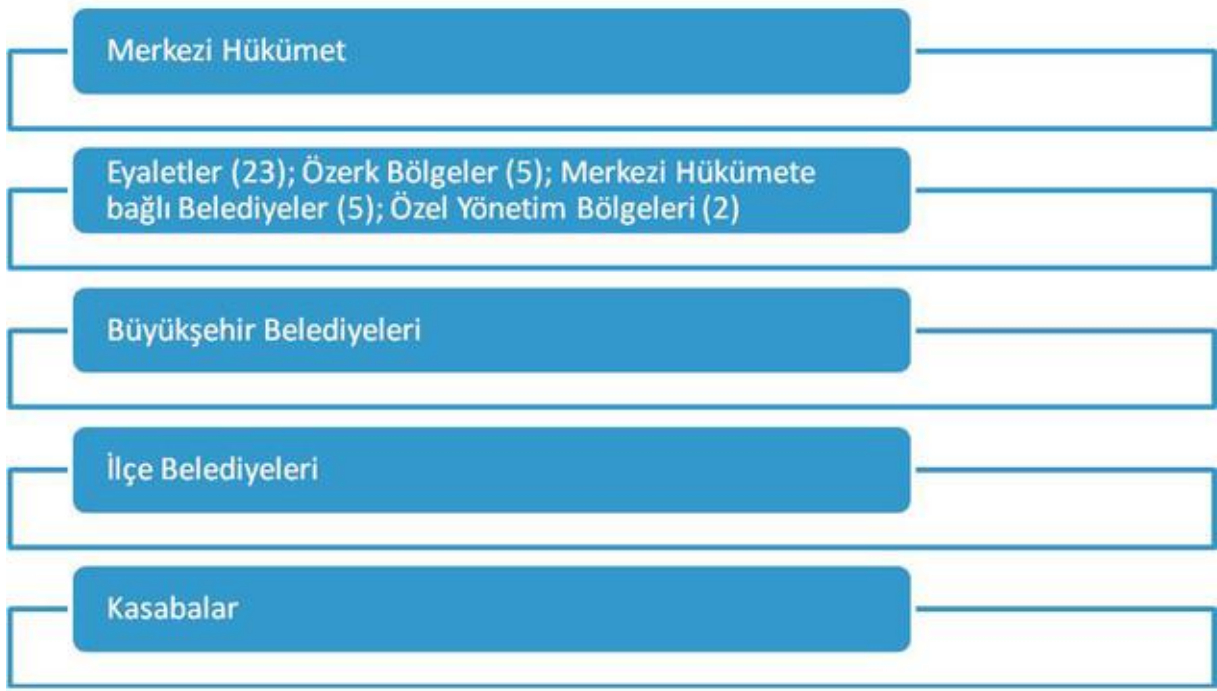 Merkezi Hükümet
Eyaletler (23); Özerk Bölgeler (5); Merkezi Hükümete
bağlı Belediyeler (5); Özel Yönetim Bölgeleri (2)
Büyükşehir Belediyeleri
İlçe Belediyeleri
Kasabalar